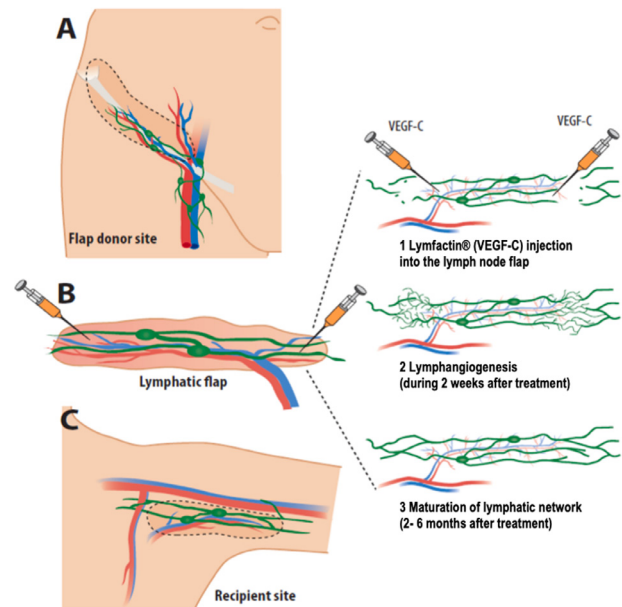 A
Flap donor site
B
Lymphatic flap
C
Recipient site
VEGF-C
VEGF-C
1 Lymfactin® (VEGF-C) injection
into the lymph node flap
2 Lymphangiogenesis
(during 2 weeks after treatment)
3 Maturation of lymphatic network
(2- 6 months after treatment)